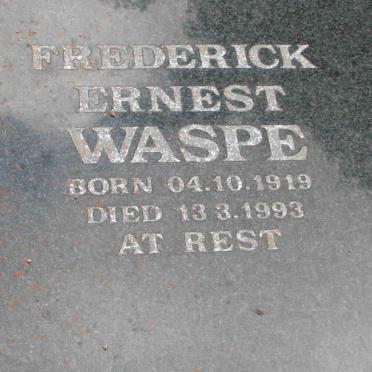 FREDERICK
ERNEST
WASPE
BORN 04.10.1919
DIED 13 3.1993
AT REST